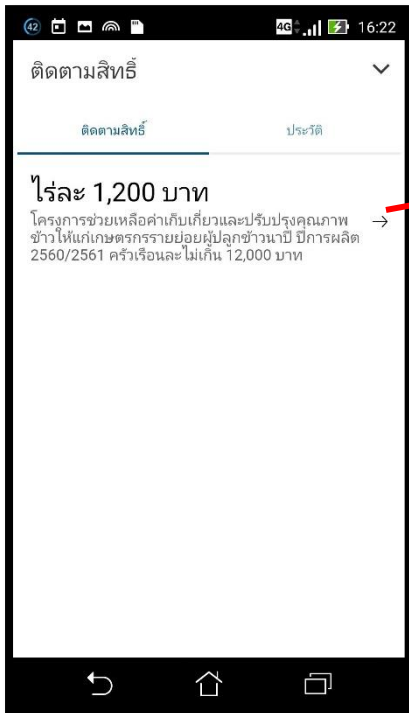 42 4G 16:22
ติดตามสิทธิ์
ติดตามสิทธิ์ ประวัติ
ไร่ละ 1,200 บาท
โครงการช่วยเหลือค่าเก็บเกี่ยวและปรับปรุงคุณภาพ
ข้าวให้แก่เกษตรกรรายย่อยผู้ปลูกข้าวนาปี ปีการผลิต
2560/2561 ครัวเรือนละไม่เกิน 12,000 บาท